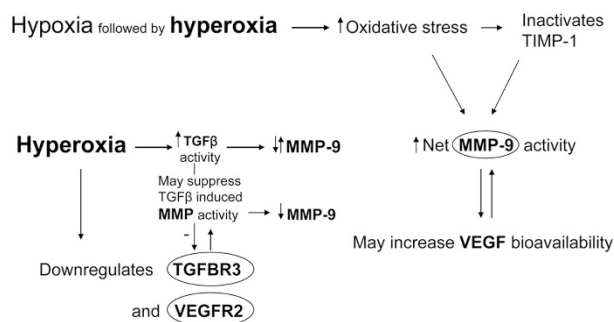 Hypoxia followed by hyperoxia → ↑Oxidative stress → Inactivates
TIMP-1
Hyperoxia → ↑TGFβ → ↓↑MMP-9
activity
↑Net MMP-9 activity
May suppress
TGFβ induced
MMP activity → ↓MMP-9
-
May increase VEGF bioavailability
Downregulates TGFBR3
and VEGFR2